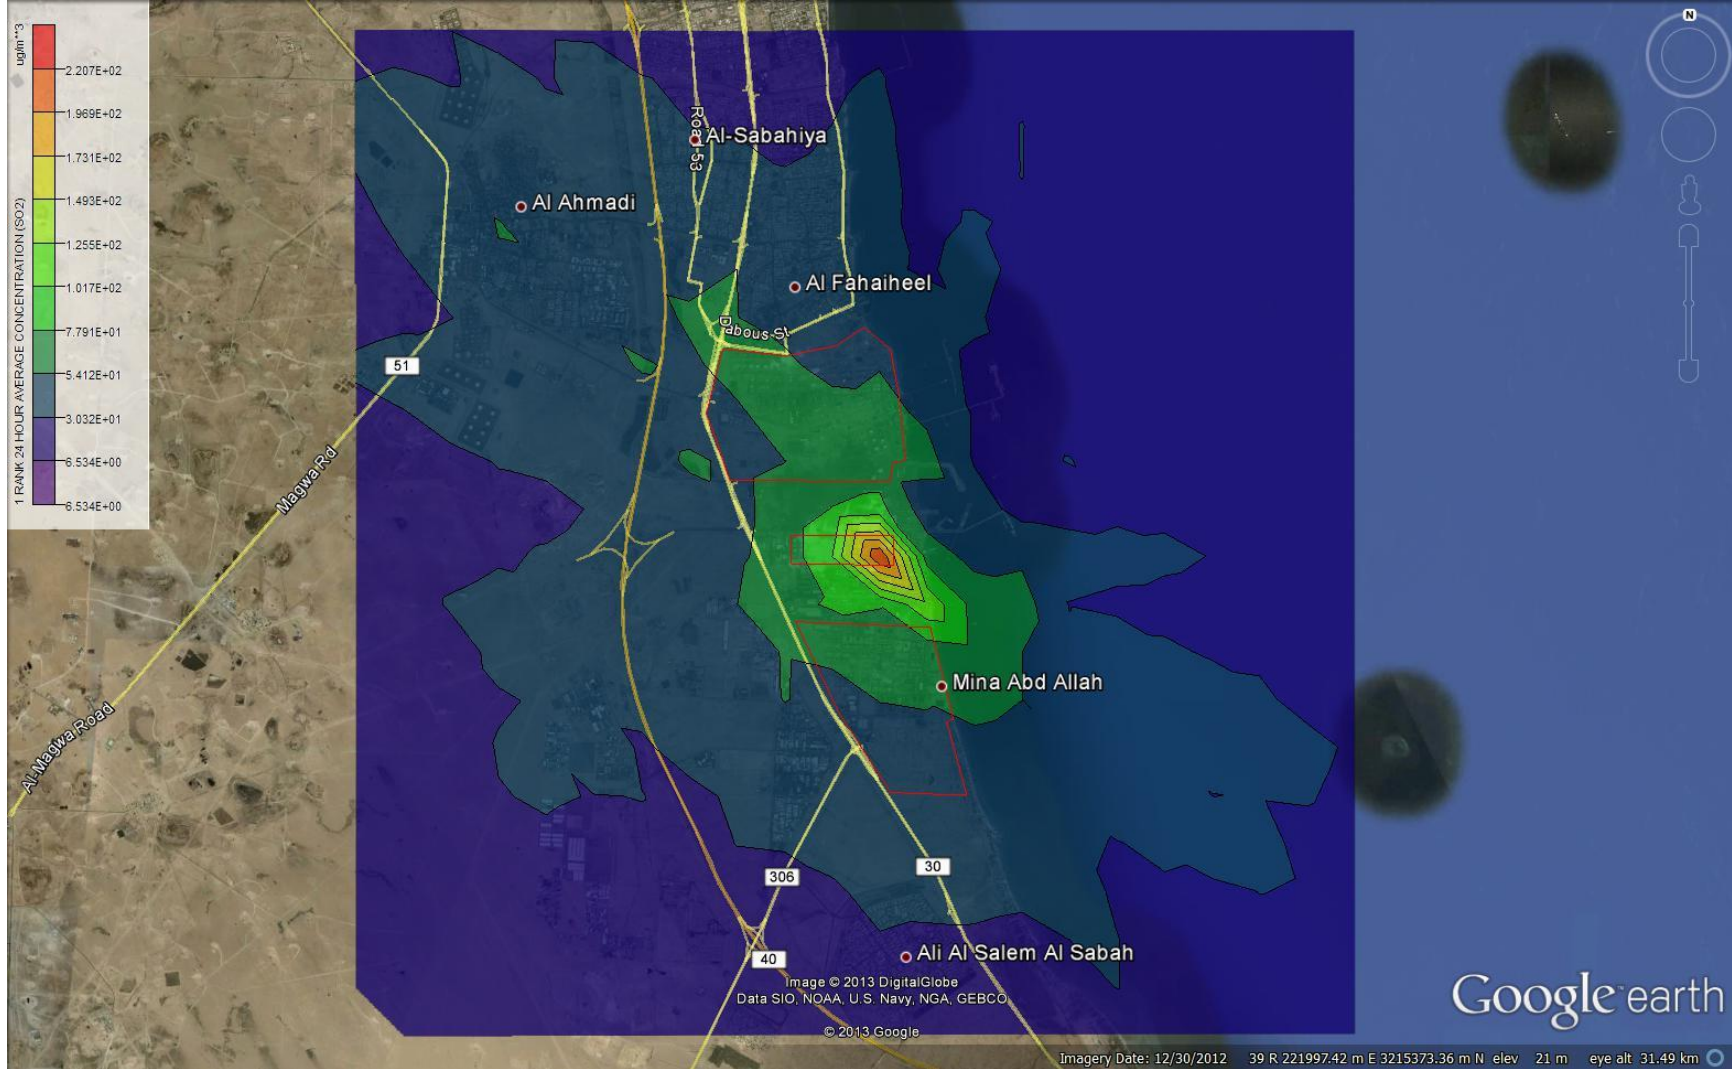 ug/m**3
2.207E+02
1.969E+02
1.731E+02
1.493E+02
1.255E+02
1.017E+02
7.791E+01
5.412E+01
3.032E+01
6.534E+00
6.534E+00
1 RANK 24 HOUR AVERAGE CONCENTRATION (SO2)
N
Road 53
Al-Sabahiya
Al Ahmadi
Al Fahaiheel
Dabous St
51
Magwa Rd
Al-Magwa Road
Mina Abd Allah
30
306
40
Ali Al Salem Al Sabah
Image © 2013 DigitalGlobe
Data SIO, NOAA, U.S. Navy, NGA, GEBCO
© 2013 Google
Google earth
Imagery Date: 12/30/2012 39 R 221997.42 m E 3215373.36 m N elev 21 m eye alt 31.49 km